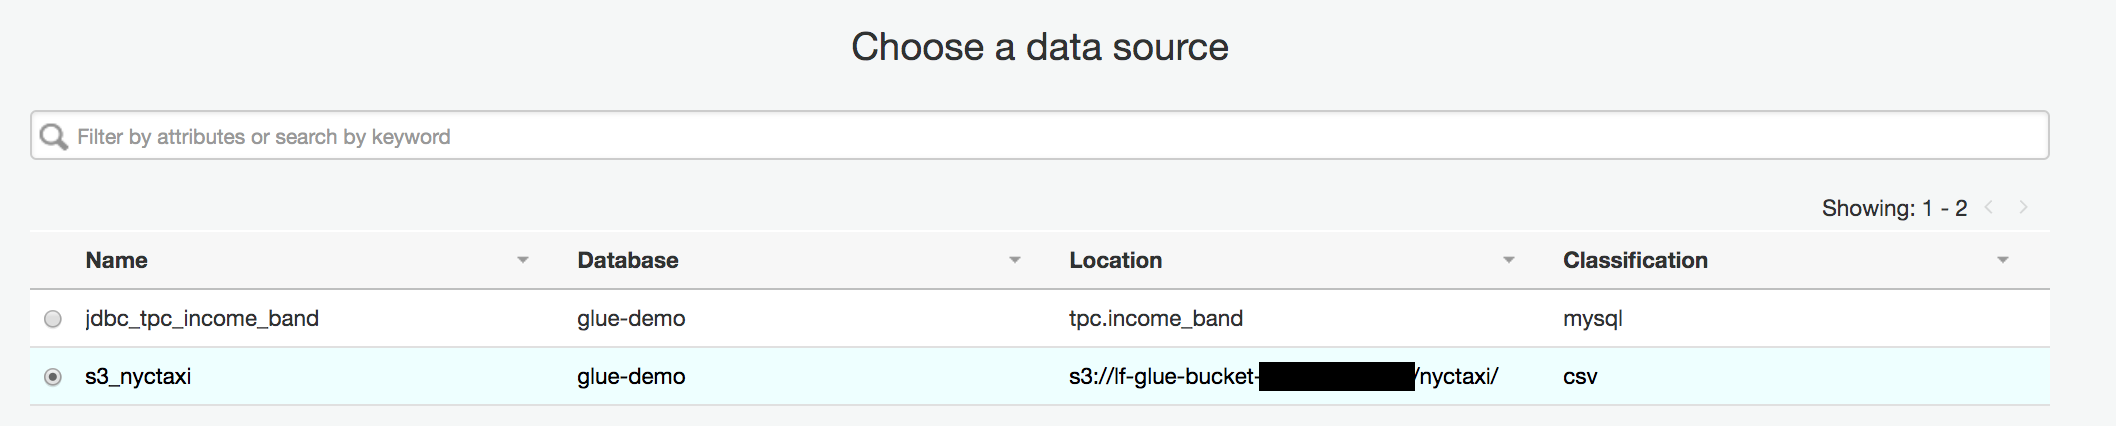 Choose a data source
Filter by attributes or search by keyword
Showing: 1 - 2
Name Database Location Classification
jdbc_tpc_income_band glue-demo tpc.income_band mysql
s3_nyctaxi glue-demo s3://lf-glue-bucket- /nyctaxi/ csv